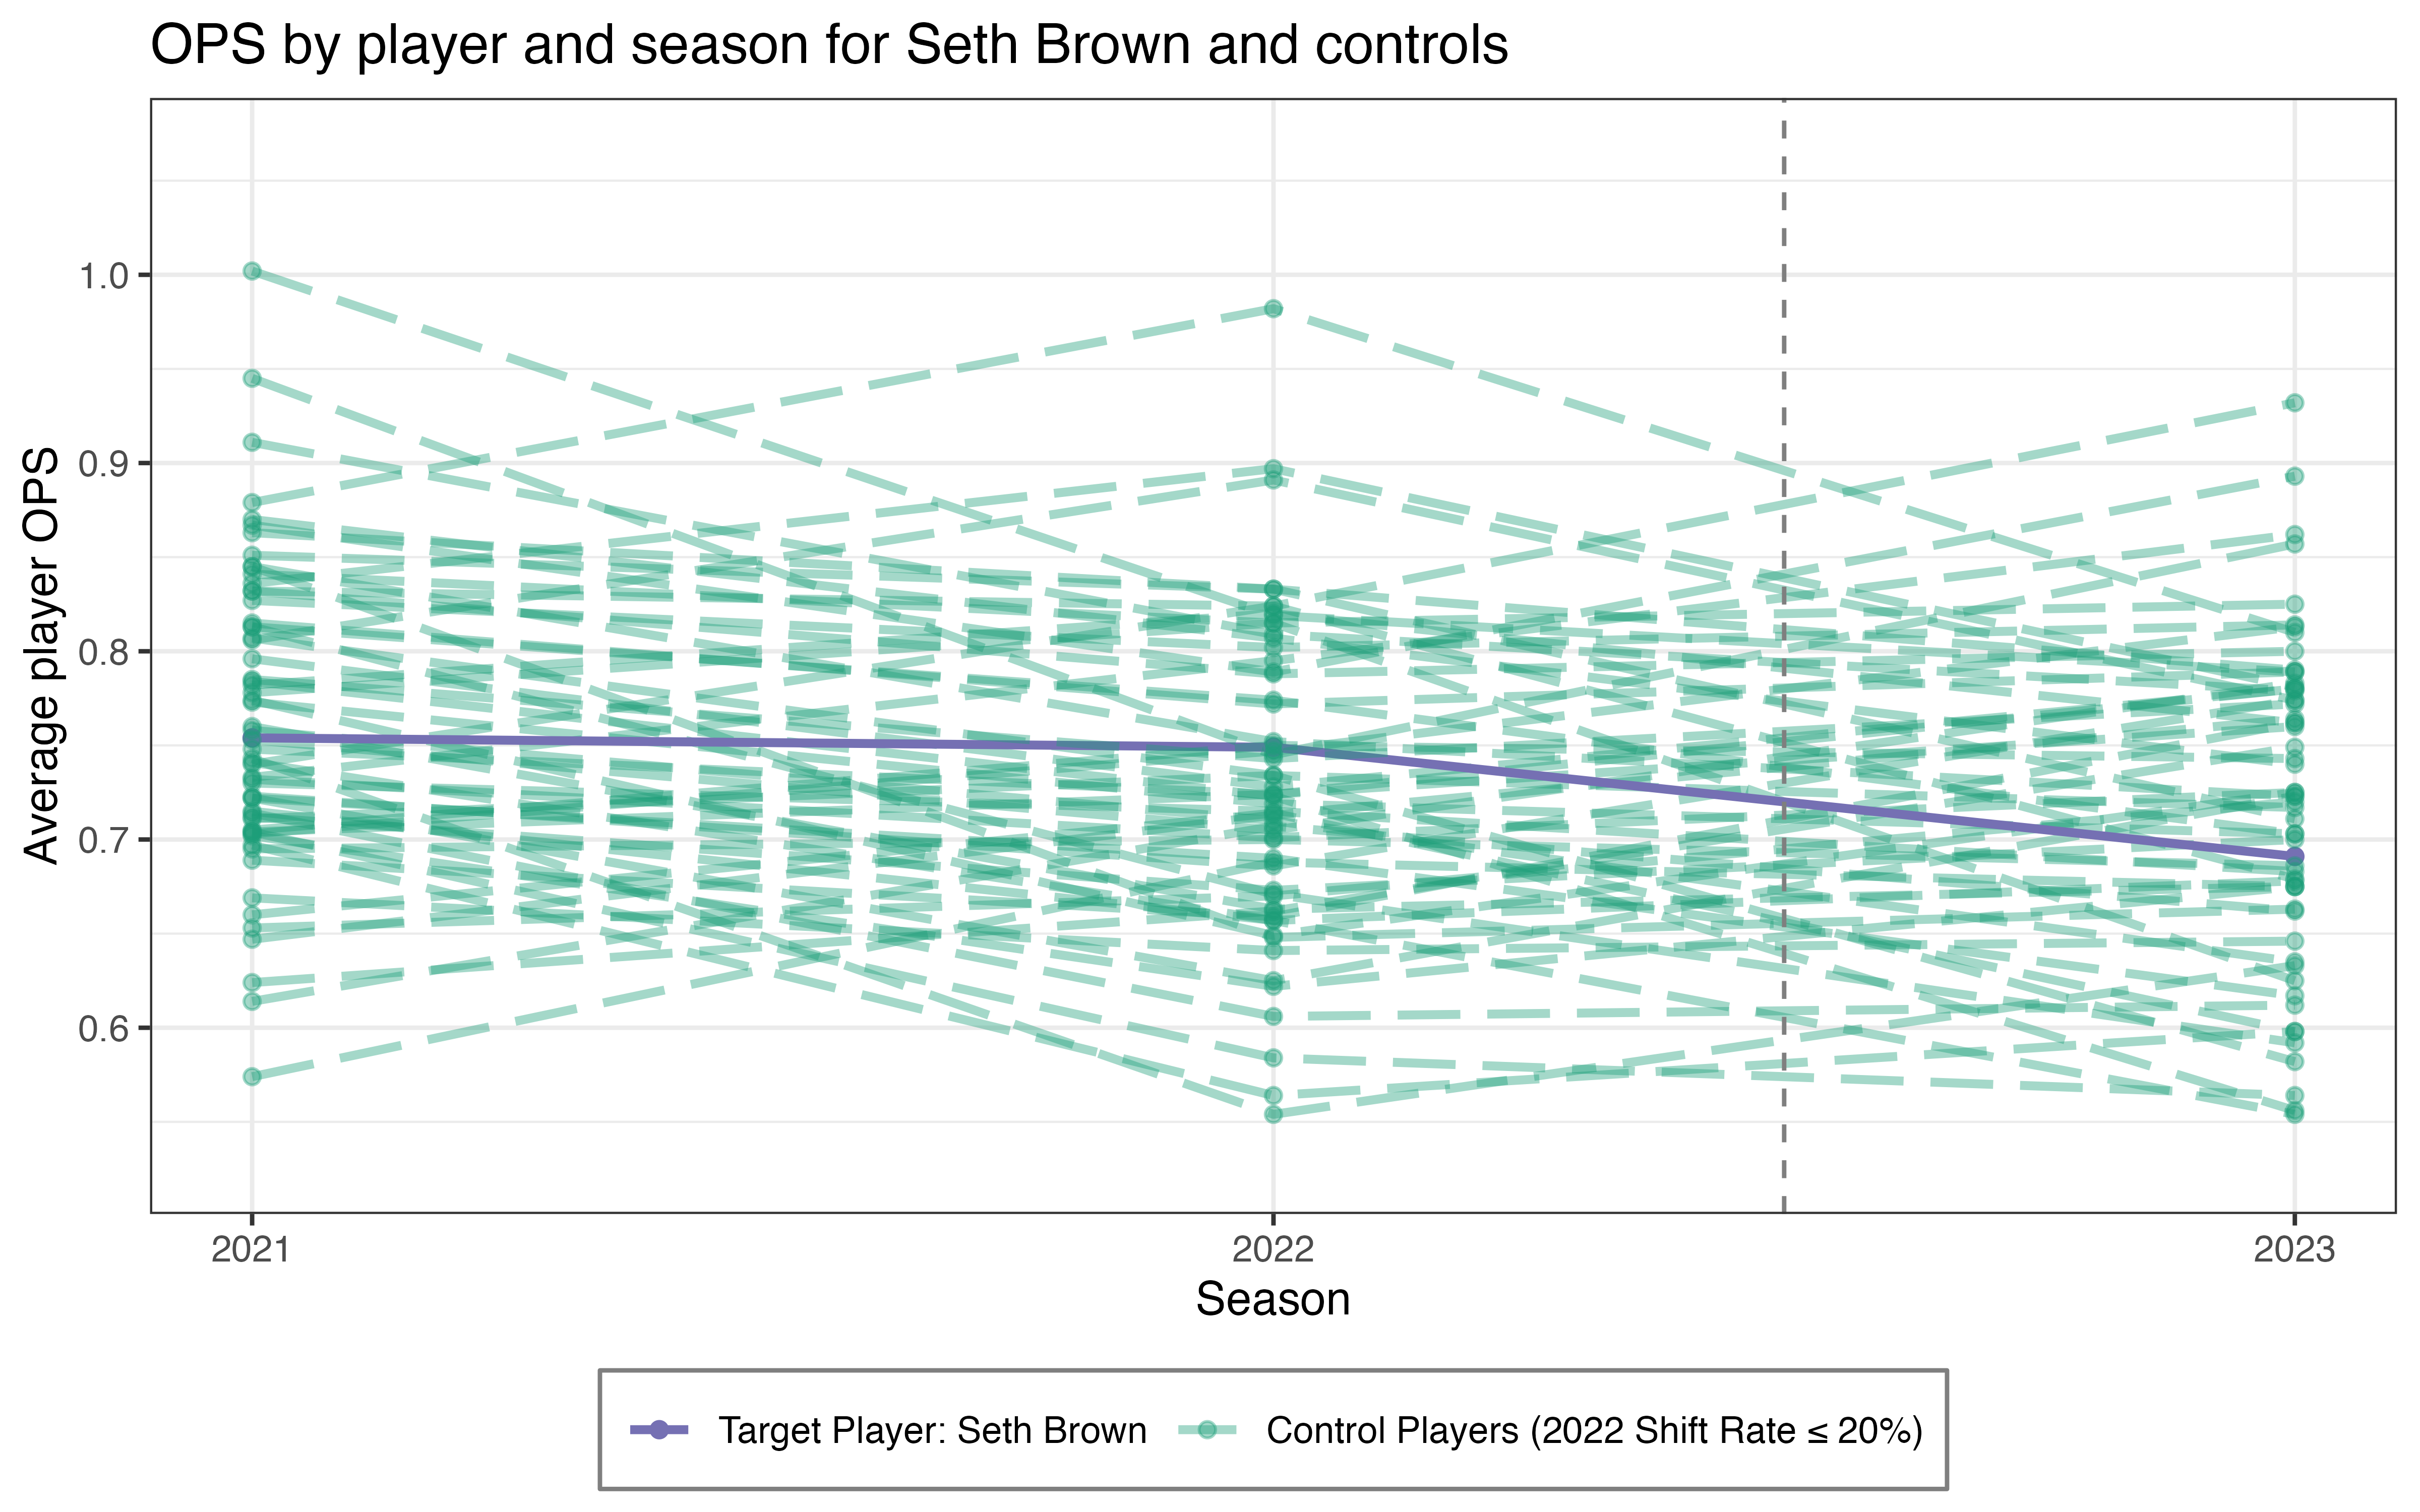 OPS by player and season for Seth Brown and controls
Average player OPS
1.0
0.9
0.8
0.7
0.6
2021
2022
2023
Season
Target Player: Seth Brown
Control Players (2022 Shift Rate ≤ 20%)